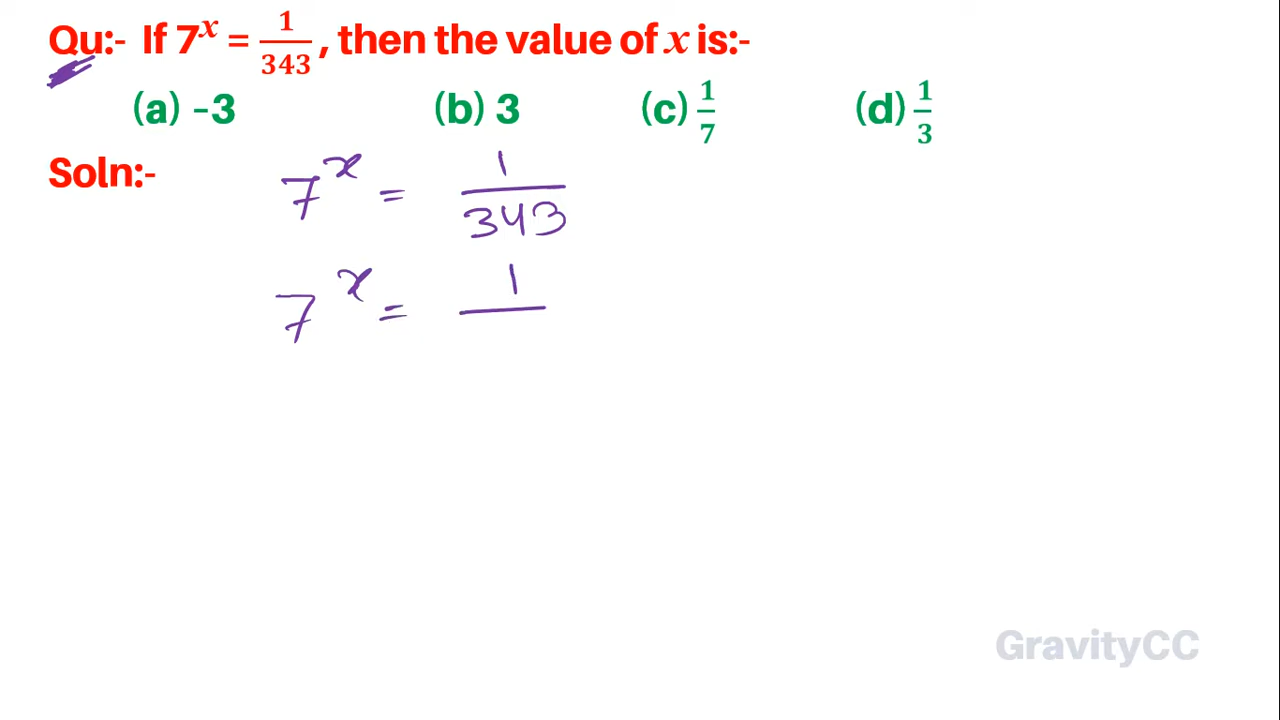 Qu:- If 7^x = 1/343, then the value of x is:-
(a) -3 (b) 3 (c) 1/7 (d) 1/3
Soln:- 7^x = 1/343
7^x = 1/
GravityCC